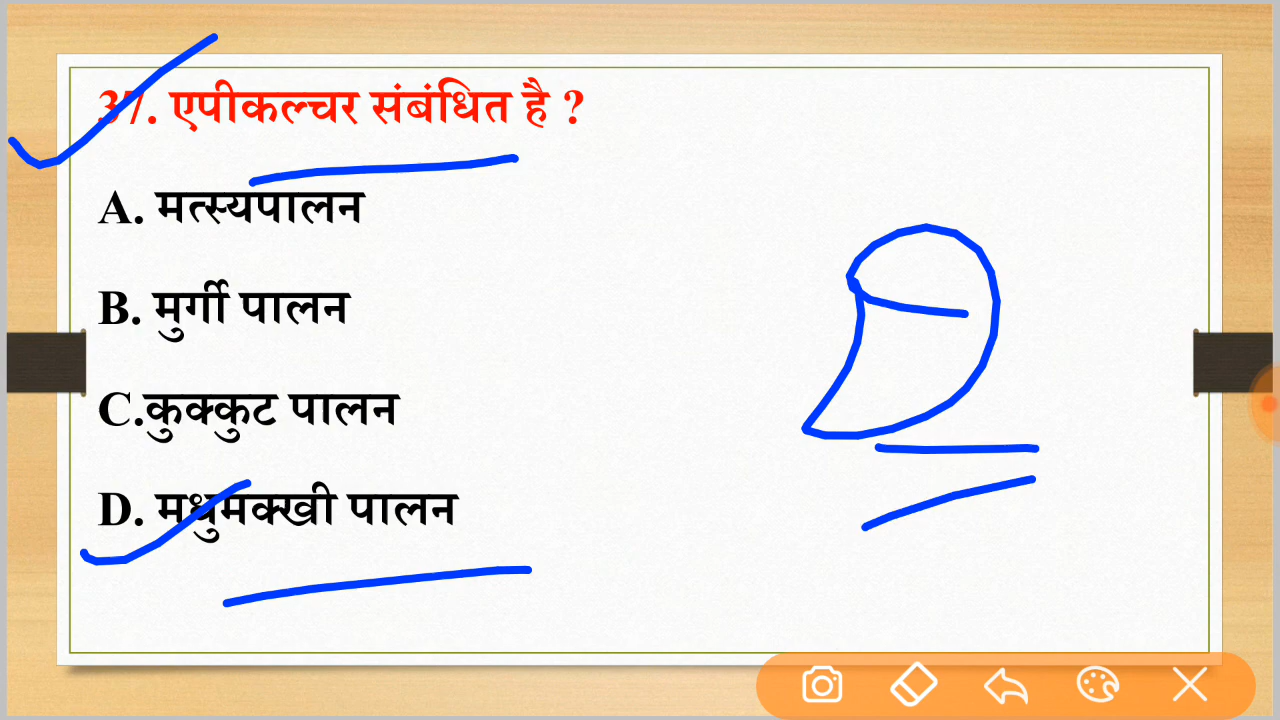 37. एपीकल्चर संबंधित है ?
A. मत्स्यपालन
B. मुर्गी पालन
C.कुक्कुट पालन
D. मधुमक्खी पालन